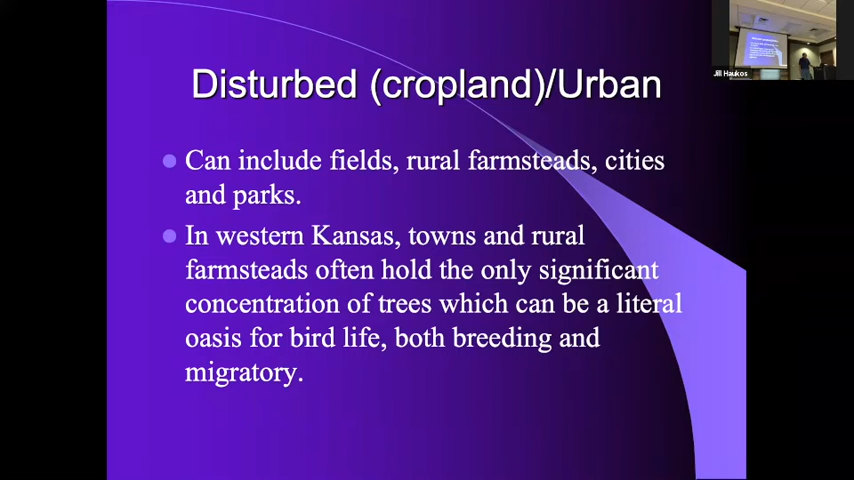 Disturbed (cropland)/Urban
Can include fields, rural farmsteads, cities
and parks.
In western Kansas, towns and rural
farmsteads often hold the only significant
concentration of trees which can be a literal
oasis for bird life, both breeding and
migratory.
Jill Haukos